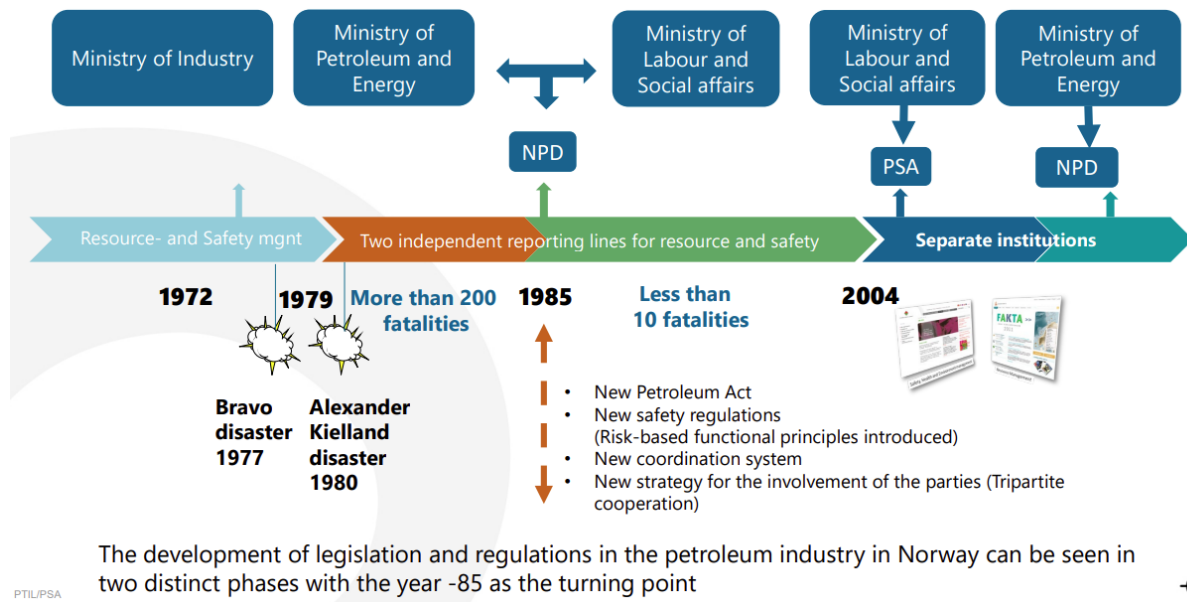 Ministry of Industry
Ministry of
Petroleum and
Energy
Ministry of
Labour and
Social affairs
Ministry of
Labour and
Social affairs
Ministry of
Petroleum and
Energy
NPD
PSA
NPD
Resource- and Safety mgnt
Two independent reporting lines for resource and safety
Separate institutions
1972
1979
More than 200
fatalities
1985
Less than
10 fatalities
2004
FAKTA
Bravo
disaster
1977
Alexander
Kielland
disaster
1980
• New Petroleum Act
• New safety regulations
(Risk-based functional principles introduced)
• New coordination system
• New strategy for the involvement of the parties (Tripartite
cooperation)
The development of legislation and regulations in the petroleum industry in Norway can be seen in
two distinct phases with the year -85 as the turning point
PTIL/PSA